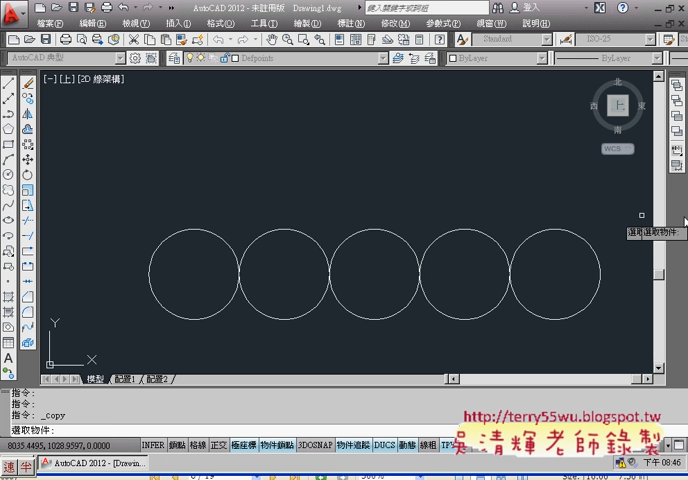 AutoCAD 2012 - 未註冊版 Drawing1.dwg
鍵入關鍵字或詞組
登入
檔案(F)
編輯(E)
檢視(V)
插入(I)
格式(O)
工具(T)
繪製(D)
標註(N)
修改(M)
參數式(P)
視窗(W)
說明(H)
Standard
ISO-25
AutoCAD 典型
Defpoints
ByLayer
ByLayer
[-] [上] [2D 線架構]
北
西
上
東
南
WCS
選取物件:
Y
X
模型
配置1
配置2
指令:
指令:
指令: _copy
選取物件:
http://terry55wu.blogspot.tw
吳清輝老師錄製
8035.4495, 1028.9597, 0.0000
INFER
鎖點
格線
正交
極座標
物件鎖點
3DOSNAP
物件追蹤
DUCS
動態
線粗
速
半
AutoCAD 2012 - [Drawin...
下午 08:46